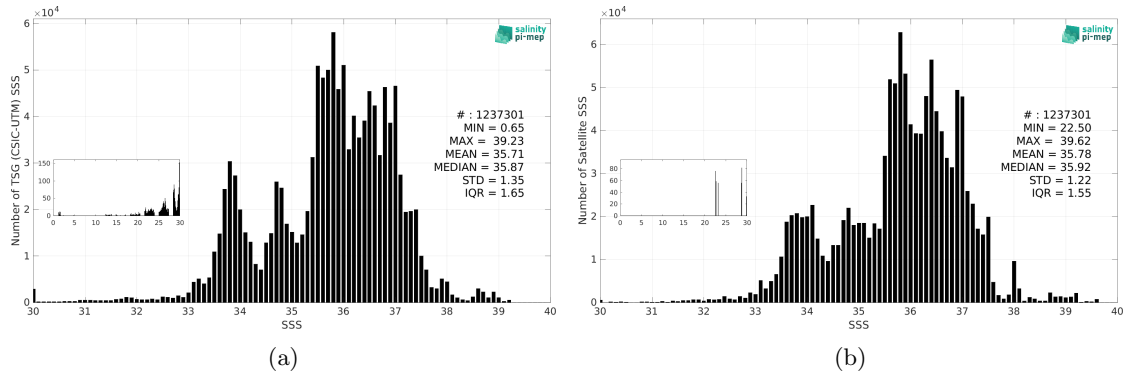 ×10⁴
6
5
4
3
2
1
0
Number of TSG (CSIC-UTM) SSS
salinity
pi-mep
# : 1237301
MIN = 0.65
MAX = 39.23
MEAN = 35.71
MEDIAN = 35.87
STD = 1.35
IQR = 1.65
150
100
50
0
0 5 10 15 20 25 30
30 31 32 33 34 35 36 37 38 39 40
SSS
(a)
×10⁴
6
5
4
3
2
1
0
Number of Satellite SSS
salinity
pi-mep
# : 1237301
MIN = 22.50
MAX = 39.62
MEAN = 35.78
MEDIAN = 35.92
STD = 1.22
IQR = 1.55
80
60
40
20
0
0 5 10 15 20 25 30
30 31 32 33 34 35 36 37 38 39 40
SSS
(b)